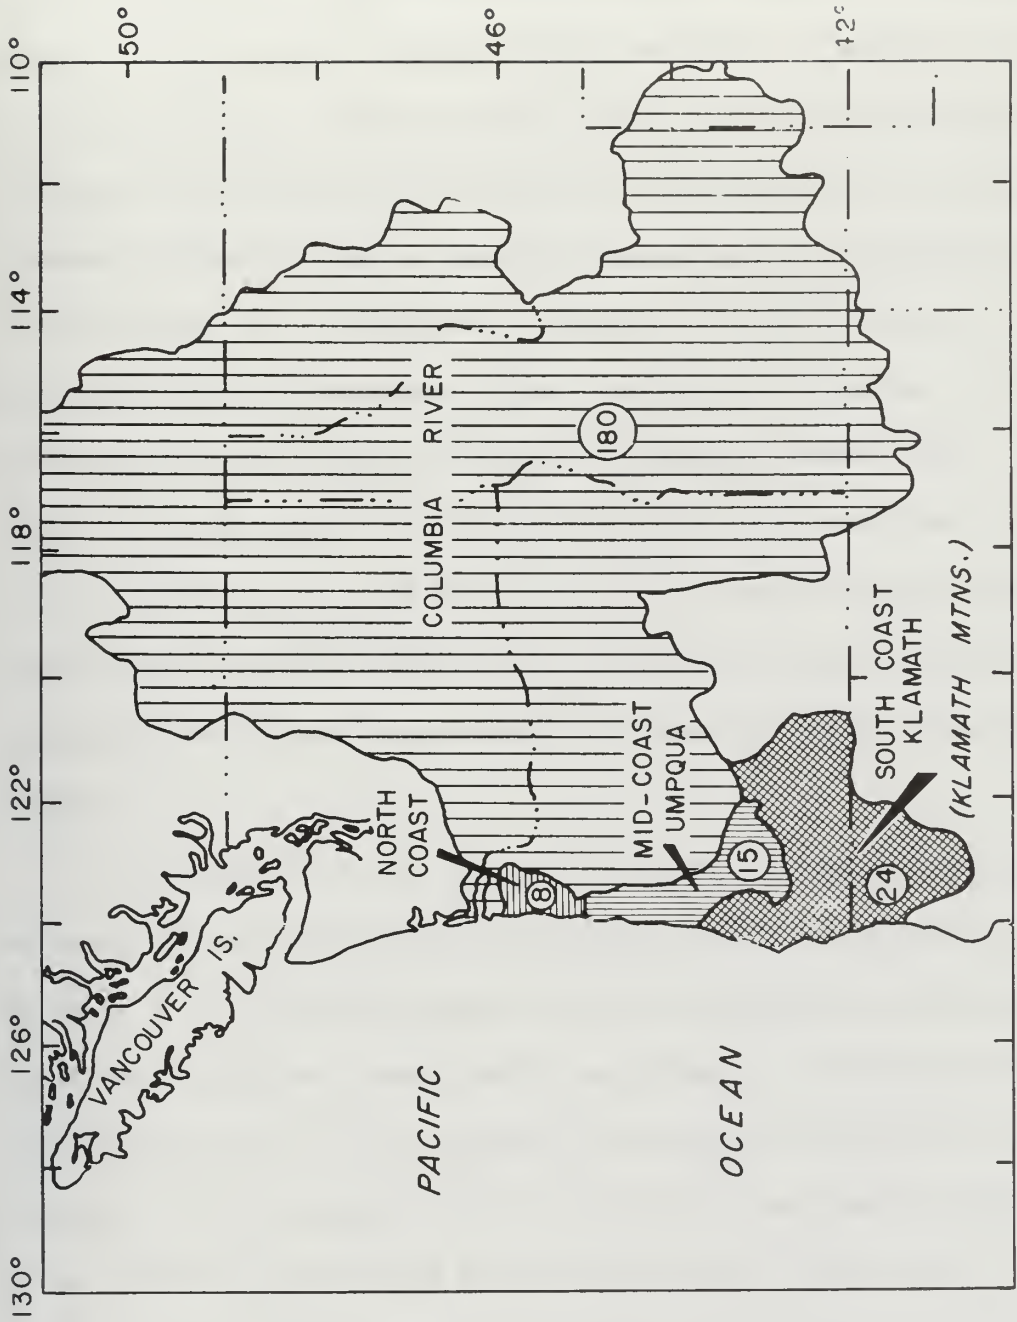 130°
126°
122°
118°
114°
110°
50°
46°
42°
VANCOUVER IS.
NORTH
COAST
COLUMBIA RIVER
180
8
MID-COAST
UMPQUA
15
SOUTH COAST
KLAMATH
24
(KLAMATH MTNS.)
PACIFIC
OCEAN